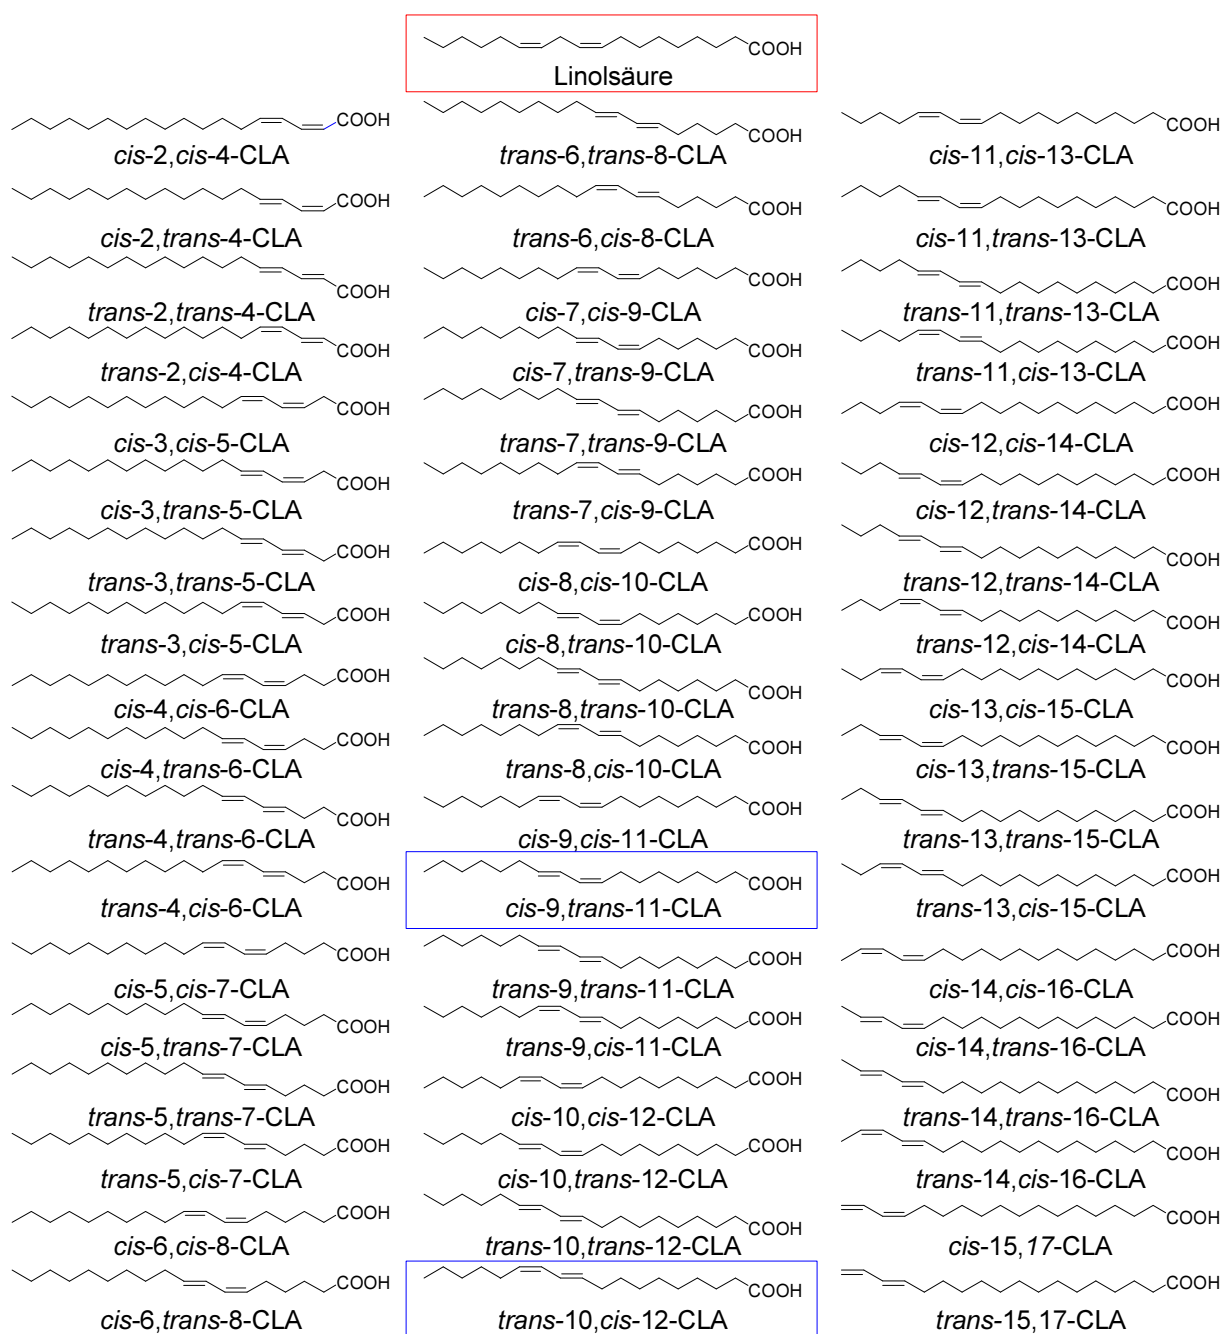 COOH
Linolsäure
COOH
cis-2,cis-4-CLA
COOH
cis-2,trans-4-CLA
COOH
trans-2,trans-4-CLA
COOH
trans-2,cis-4-CLA
COOH
cis-3,cis-5-CLA
COOH
cis-3,trans-5-CLA
COOH
trans-3,trans-5-CLA
COOH
trans-3,cis-5-CLA
COOH
cis-4,cis-6-CLA
COOH
cis-4,trans-6-CLA
COOH
trans-4,trans-6-CLA
COOH
trans-4,cis-6-CLA
COOH
cis-5,cis-7-CLA
COOH
cis-5,trans-7-CLA
COOH
trans-5,trans-7-CLA
COOH
trans-5,cis-7-CLA
COOH
cis-6,cis-8-CLA
COOH
cis-6,trans-8-CLA
COOH
trans-6,trans-8-CLA
COOH
trans-6,cis-8-CLA
COOH
cis-7,cis-9-CLA
COOH
cis-7,trans-9-CLA
COOH
trans-7,trans-9-CLA
COOH
trans-7,cis-9-CLA
COOH
cis-8,cis-10-CLA
COOH
cis-8,trans-10-CLA
COOH
trans-8,trans-10-CLA
COOH
trans-8,cis-10-CLA
COOH
cis-9,cis-11-CLA
COOH
cis-9,trans-11-CLA
COOH
trans-9,trans-11-CLA
COOH
trans-9,cis-11-CLA
COOH
cis-10,cis-12-CLA
COOH
cis-10,trans-12-CLA
COOH
trans-10,trans-12-CLA
COOH
trans-10,cis-12-CLA
COOH
cis-11,cis-13-CLA
COOH
cis-11,trans-13-CLA
COOH
trans-11,trans-13-CLA
COOH
trans-11,cis-13-CLA
COOH
cis-12,cis-14-CLA
COOH
cis-12,trans-14-CLA
COOH
trans-12,trans-14-CLA
COOH
trans-12,cis-14-CLA
COOH
cis-13,cis-15-CLA
COOH
cis-13,trans-15-CLA
COOH
trans-13,trans-15-CLA
COOH
trans-13,cis-15-CLA
COOH
cis-14,cis-16-CLA
COOH
cis-14,trans-16-CLA
COOH
trans-14,trans-16-CLA
COOH
trans-14,cis-16-CLA
COOH
cis-15,17-CLA
COOH
trans-15,17-CLA